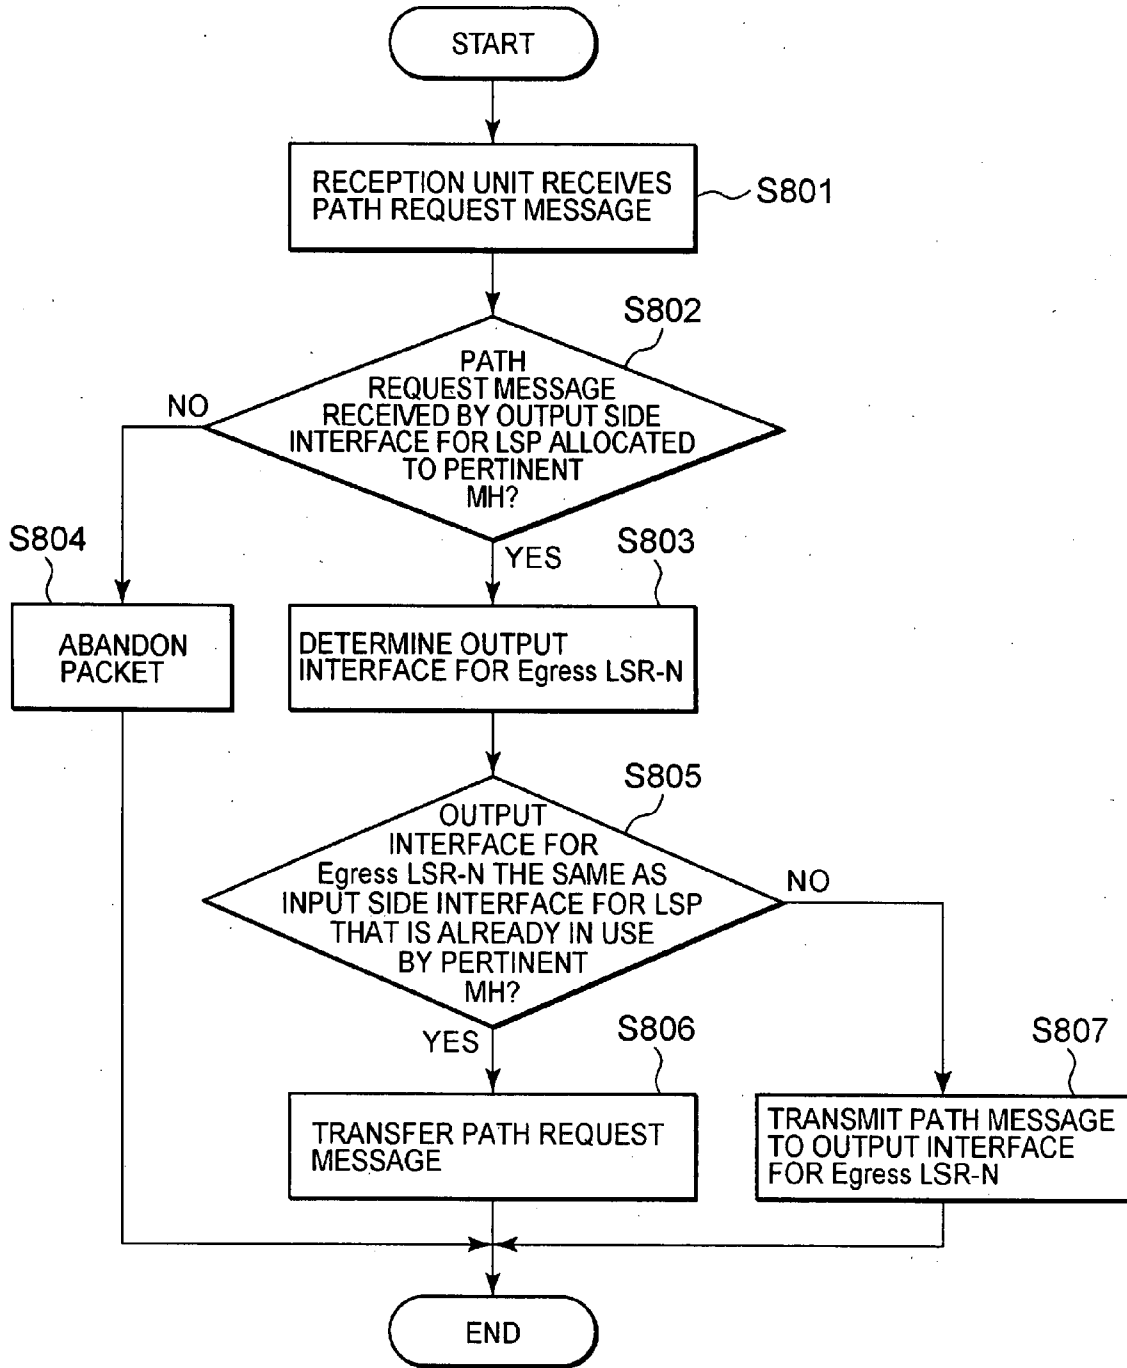 START
RECEPTION UNIT RECEIVES
PATH REQUEST MESSAGE
S801
S802
PATH
REQUEST MESSAGE
RECEIVED BY OUTPUT SIDE
INTERFACE FOR LSP ALLOCATED
TO PERTINENT
MH?
NO
YES
S804
ABANDON
PACKET
S803
DETERMINE OUTPUT
INTERFACE FOR Egress LSR-N
S805
OUTPUT
INTERFACE FOR
Egress LSR-N THE SAME AS
INPUT SIDE INTERFACE FOR LSP
THAT IS ALREADY IN USE
BY PERTINENT
MH?
NO
YES
S806
TRANSFER PATH REQUEST
MESSAGE
S807
TRANSMIT PATH MESSAGE
TO OUTPUT INTERFACE
FOR Egress LSR-N
END